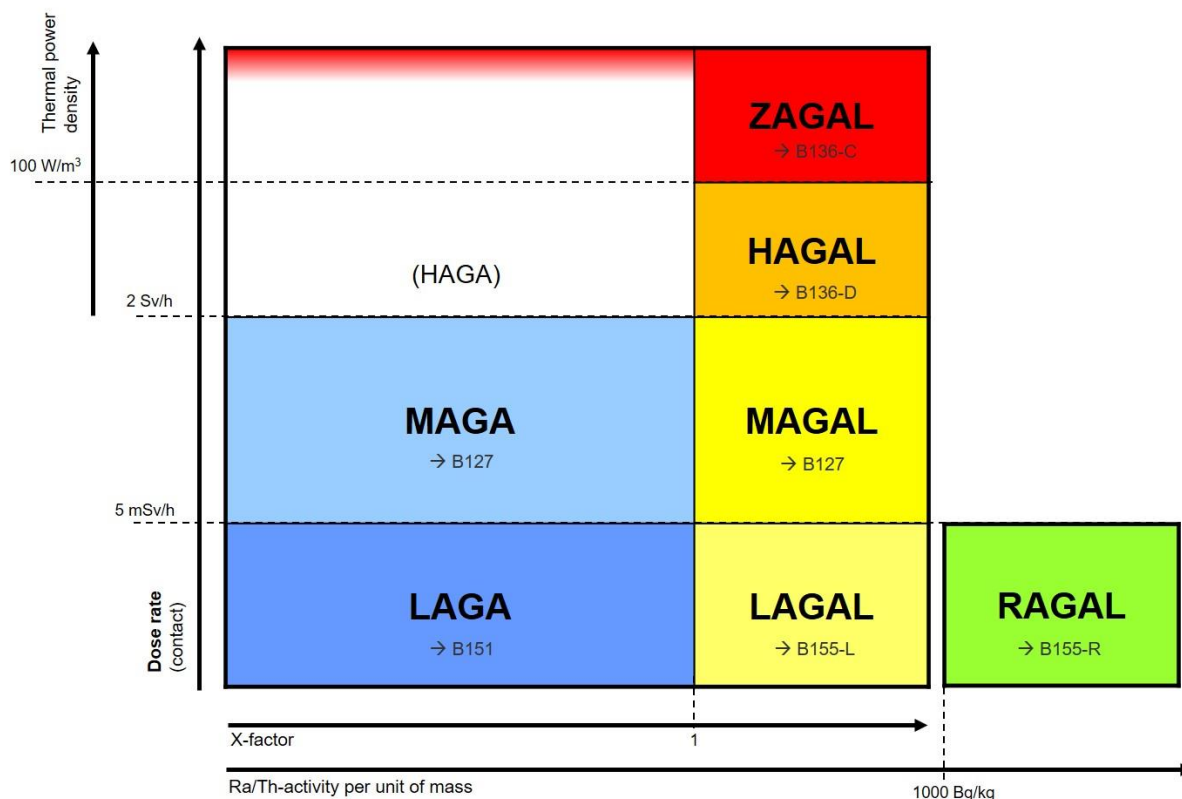 Thermal power
density
100 W/m³
2 Sv/h
5 mSv/h
Dose rate
(contact)
ZAGAL
→ B136-C
(HAGA)
HAGAL
→ B136-D
MAGA
→ B127
MAGAL
→ B127
LAGA
→ B151
LAGAL
→ B155-L
RAGAL
→ B155-R
X-factor
1
Ra/Th-activity per unit of mass
1000 Bq/kg